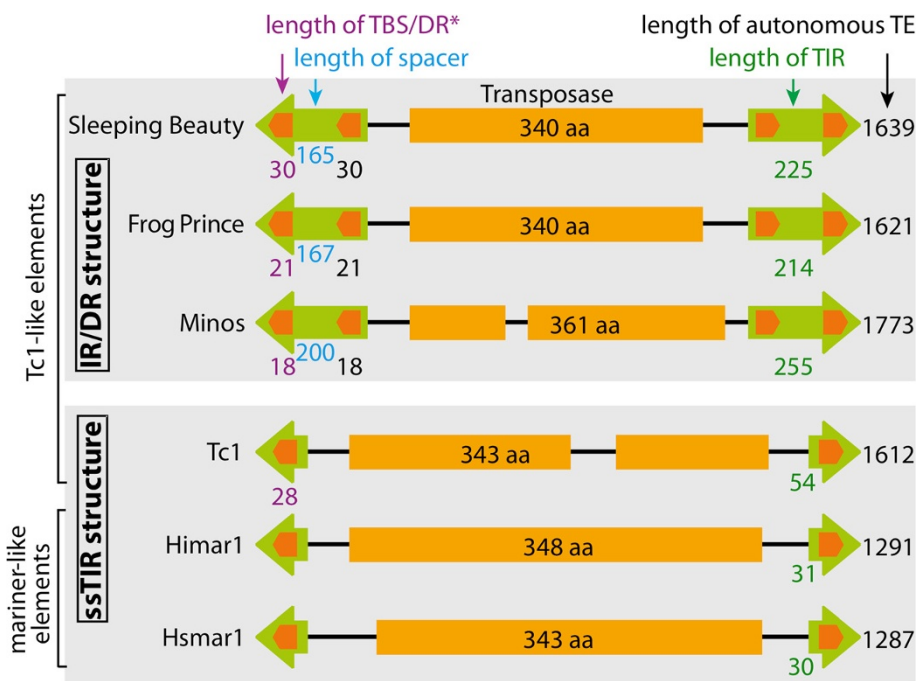 length of TBS/DR*
length of autonomous TE
length of spacer
length of TIR
Transposase
Tc1-like elements
IR/DR structure
Sleeping Beauty
340 aa
1639
30
165
30
225
Frog Prince
340 aa
1621
21
167
21
214
Minos
361 aa
1773
18
200
18
255
ssTIR structure
Tc1
343 aa
1612
28
54
mariner-like
elements
Himar1
348 aa
1291
31
Hsmar1
343 aa
1287
30